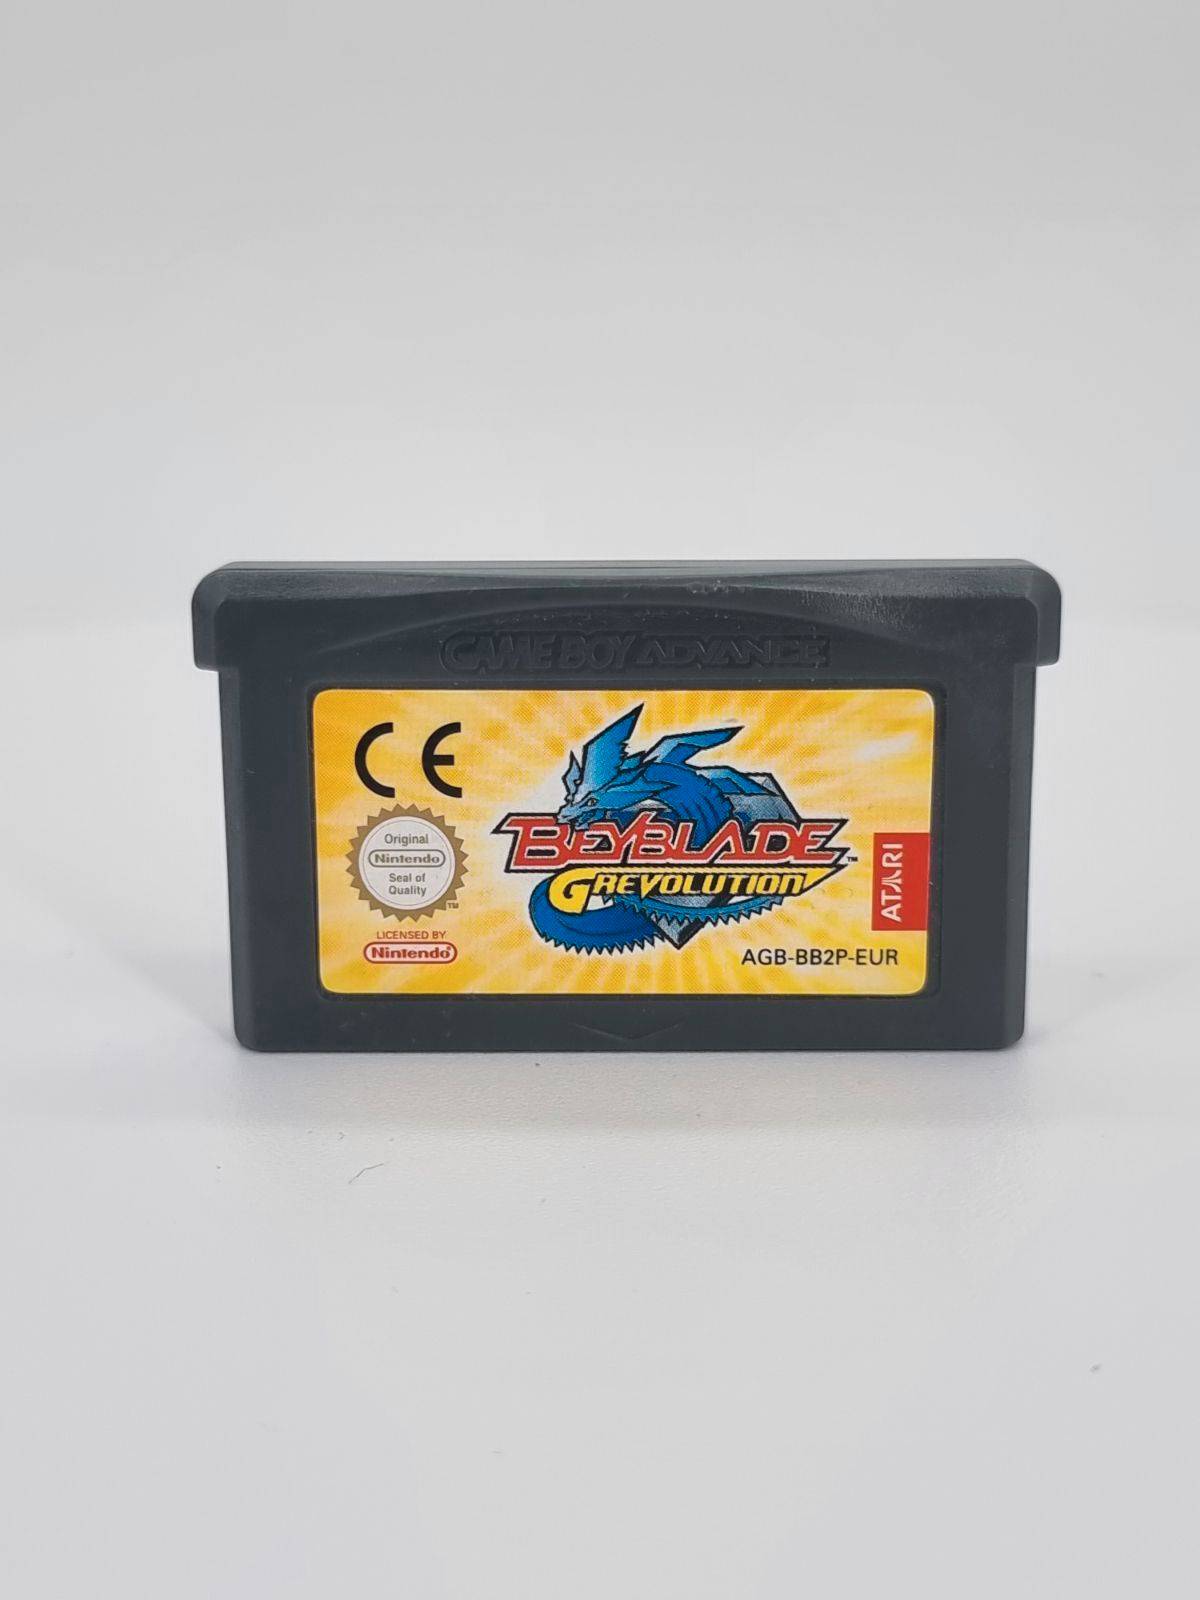 GAME BOY ADVANCE
CE
Original
Nintendo
Seal of
Quality
TM
LICENSED BY
Nintendo
BEYBLADE
TM
GREVOLUTION
ATARI
AGB-BB2P-EUR